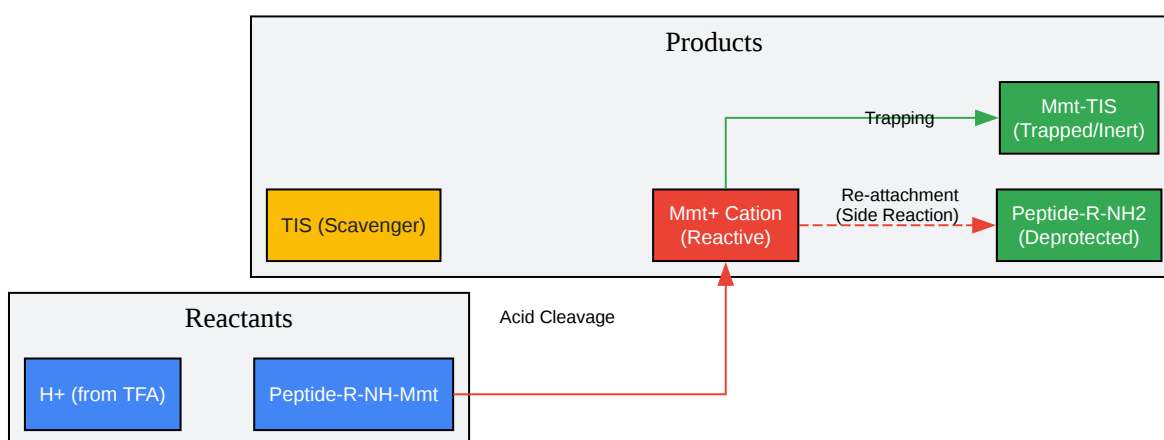 Products
Mmt-TIS
(Trapped/Inert)
Trapping
TIS (Scavenger)
Mmt+ Cation
(Reactive)
Re-attachment
(Side Reaction)
Peptide-R-NH2
(Deprotected)
Reactants
Acid Cleavage
H+ (from TFA)
Peptide-R-NH-Mmt